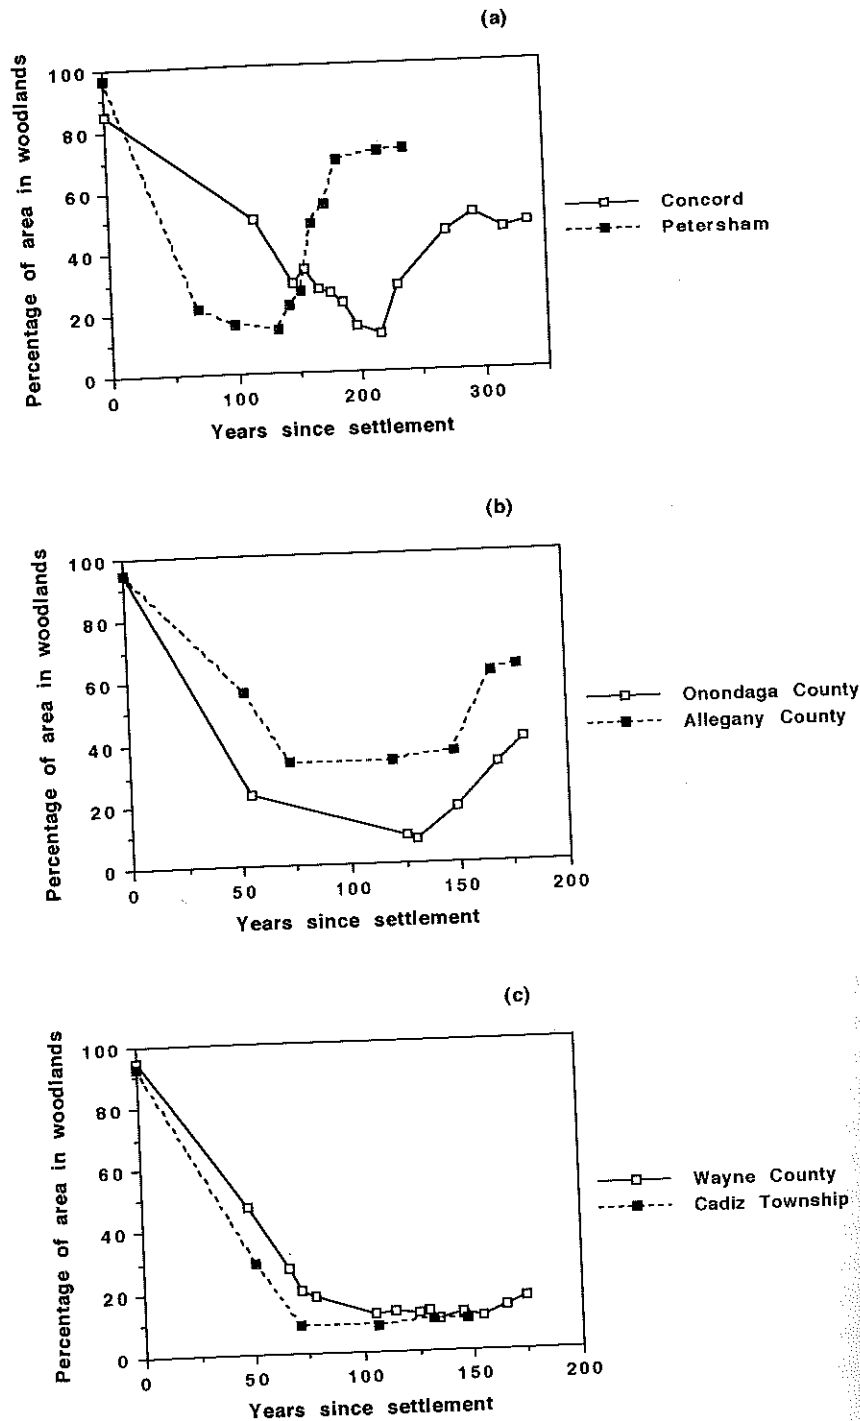 (a)
Percentage of area in woodlands
100
80
60
40
20
0
0 100 200 300
Years since settlement
Concord
Petersham
(b)
Percentage of area in woodlands
100
80
60
40
20
0
0 50 100 150 200
Years since settlement
Onondaga County
Allegany County
(c)
Percentage of area in woodlands
100
80
60
40
20
0
0 50 100 150 200
Years since settlement
Wayne County
Cadiz Township